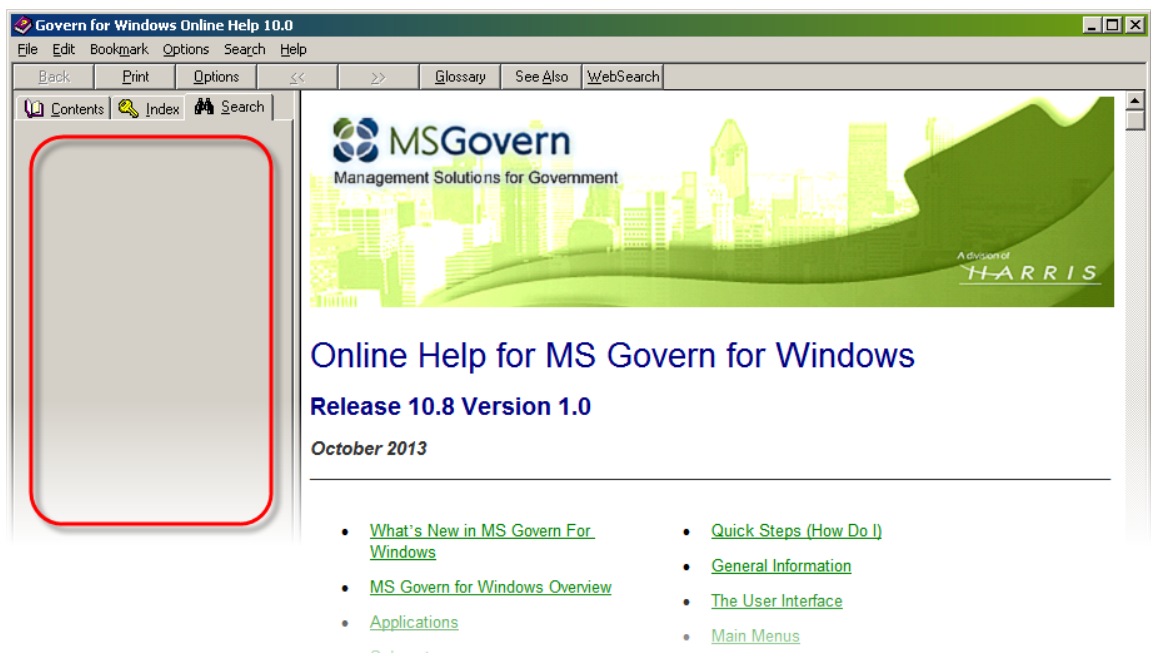 Govern for Windows Online Help 10.0
File Edit Bookmark Options Search Help
Back Print Options << >> Glossary See Also WebSearch
Contents Index Search
MSGovern
Management Solutions for Government
A division of
HARRIS
Online Help for MS Govern for Windows
Release 10.8 Version 1.0
October 2013
• What's New in MS Govern For
Windows
• MS Govern for Windows Overview
• Applications
• Quick Steps (How Do I)
• General Information
• The User Interface
• Main Menus